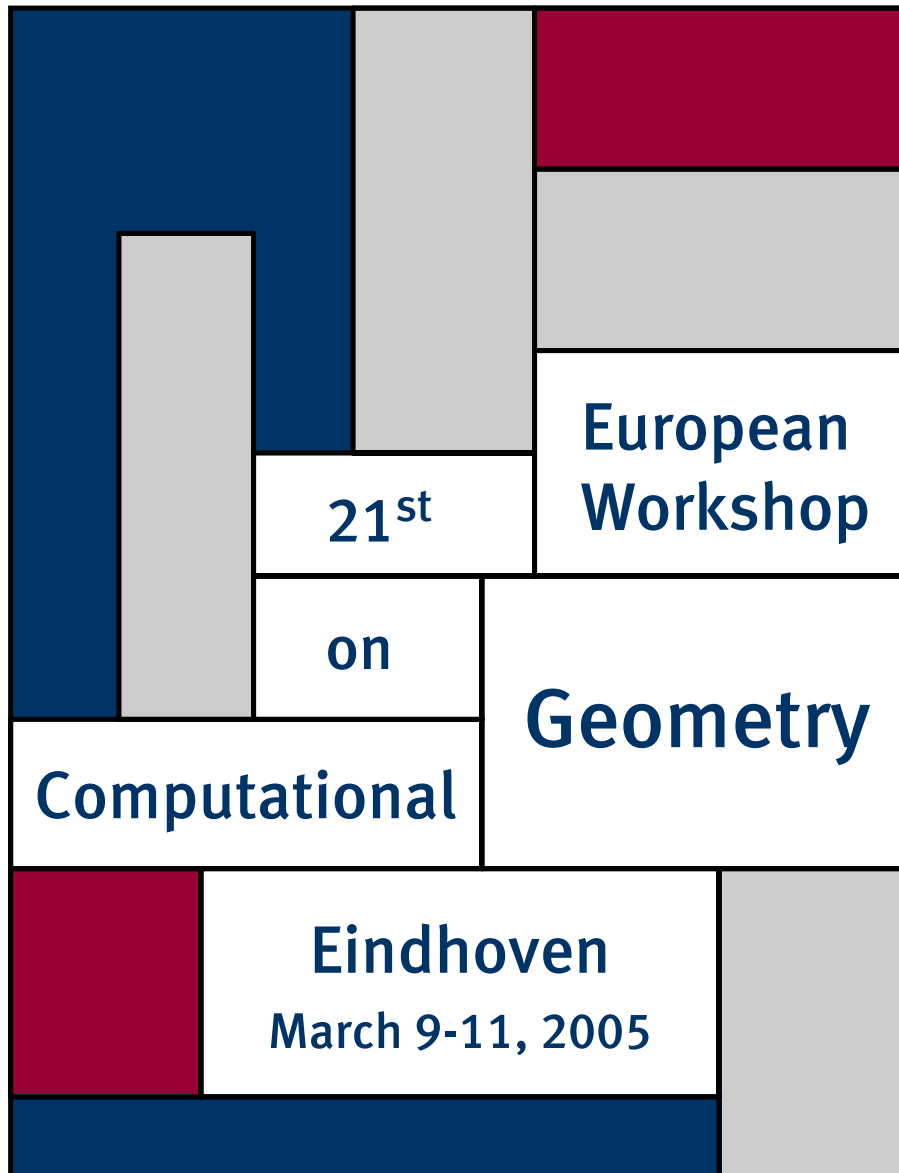 21st
European
Workshop
on
Computational
Geometry
Eindhoven
March 9-11, 2005